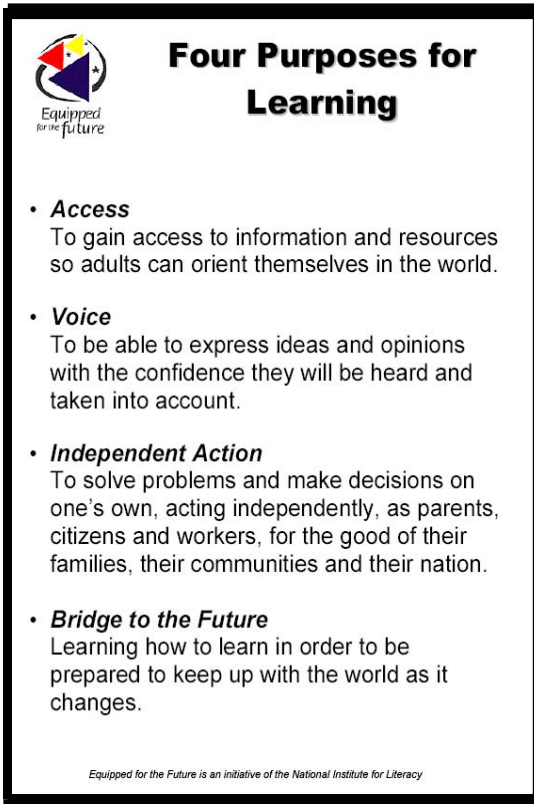 Four Purposes for
Learning
Equipped
for the future
• Access
To gain access to information and resources
so adults can orient themselves in the world.
• Voice
To be able to express ideas and opinions
with the confidence they will be heard and
taken into account.
• Independent Action
To solve problems and make decisions on
one's own, acting independently, as parents,
citizens and workers, for the good of their
families, their communities and their nation.
• Bridge to the Future
Learning how to learn in order to be
prepared to keep up with the world as it
changes.
Equipped for the Future is an initiative of the National Institute for Literacy